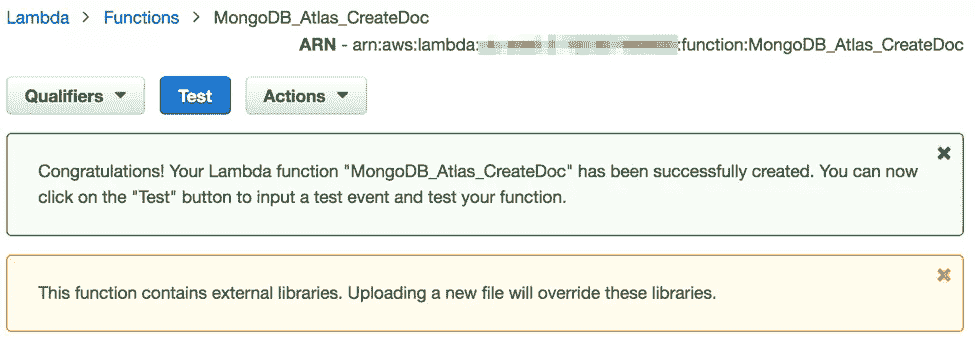 Lambda > Functions > MongoDB_Atlas_CreateDoc
ARN - arn:aws:lambda: :function:MongoDB_Atlas_CreateDoc
Qualifiers Test Actions
Congratulations! Your Lambda function "MongoDB_Atlas_CreateDoc" has been successfully created. You can now
click on the "Test" button to input a test event and test your function.
This function contains external libraries. Uploading a new file will override these libraries.